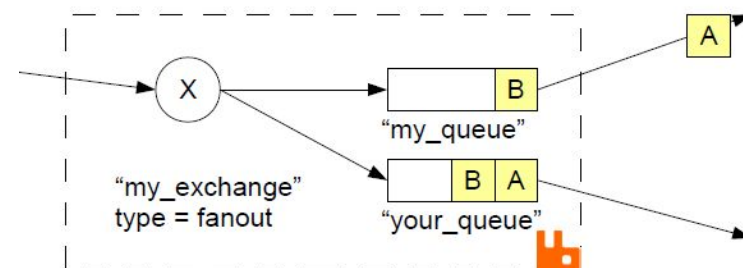 A
X
B
“my_queue”
B A
“my_exchange”
type = fanout
“your_queue”